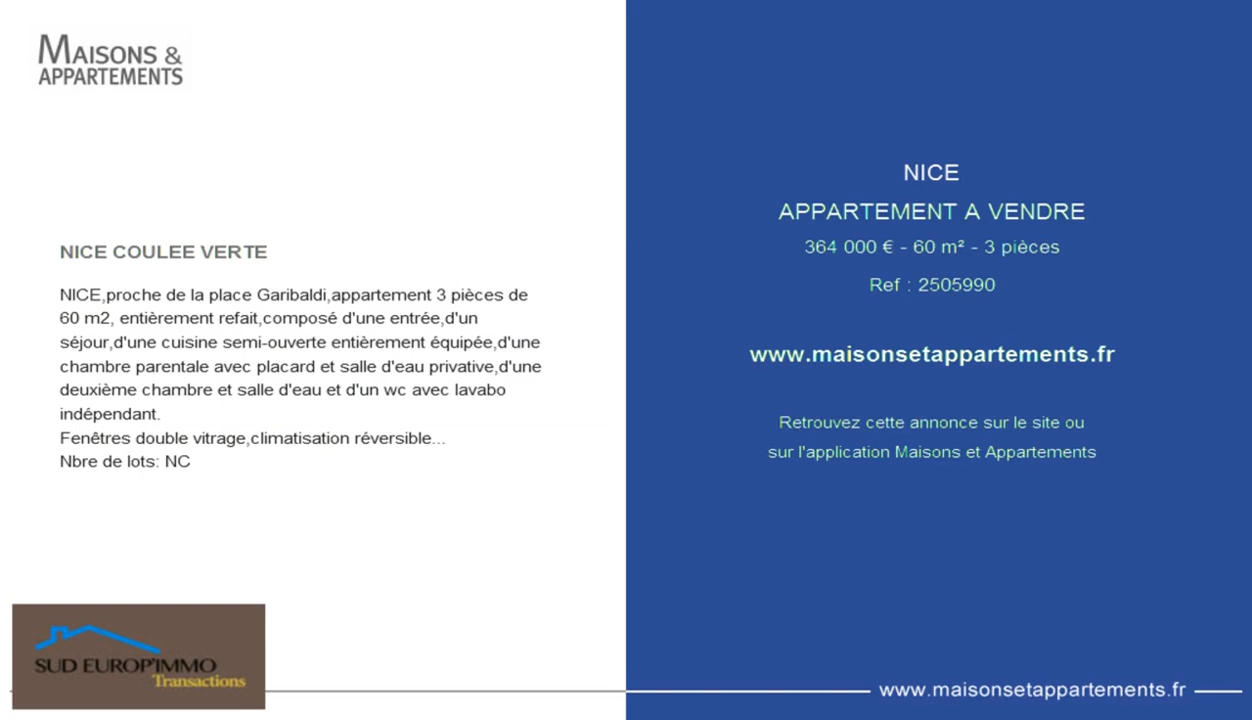 MAISONS &
APPARTEMENTS
NICE COULEE VERTE
NICE,proche de la place Garibaldi,appartement 3 pièces de
60 m2, entièrement refait,composé d'une entrée,d'un
séjour,d'une cuisine semi-ouverte entièrement équipée,d'une
chambre parentale avec placard et salle d'eau privative,d'une
deuxième chambre et salle d'eau et d'un wc avec lavabo
indépendant.
Fenêtres double vitrage,climatisation réversible...
Nbre de lots: NC
SUD EUROP'IMMO
Transactions
NICE
APPARTEMENT A VENDRE
364 000 € - 60 m² - 3 pièces
Ref : 2505990
www.maisonsetappartements.fr
Retrouvez cette annonce sur le site ou
sur l'application Maisons et Appartements
www.maisonsetappartements.fr